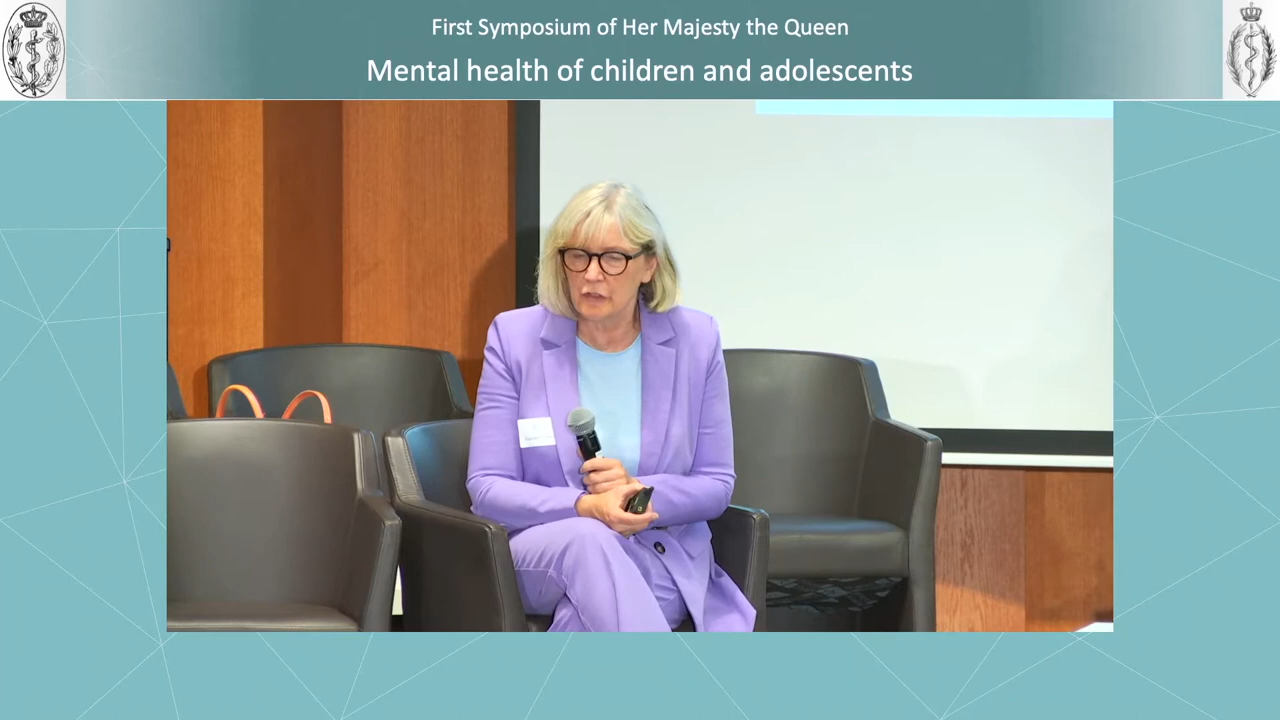 First Symposium of Her Majesty the Queen
Mental health of children and adolescents